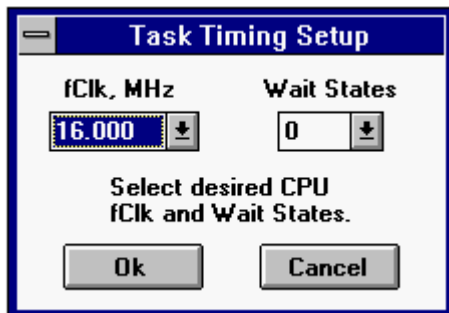 Task Timing Setup
fClk, MHz Wait States
16.000 0
Select desired CPU
fClk and Wait States.
Ok Cancel